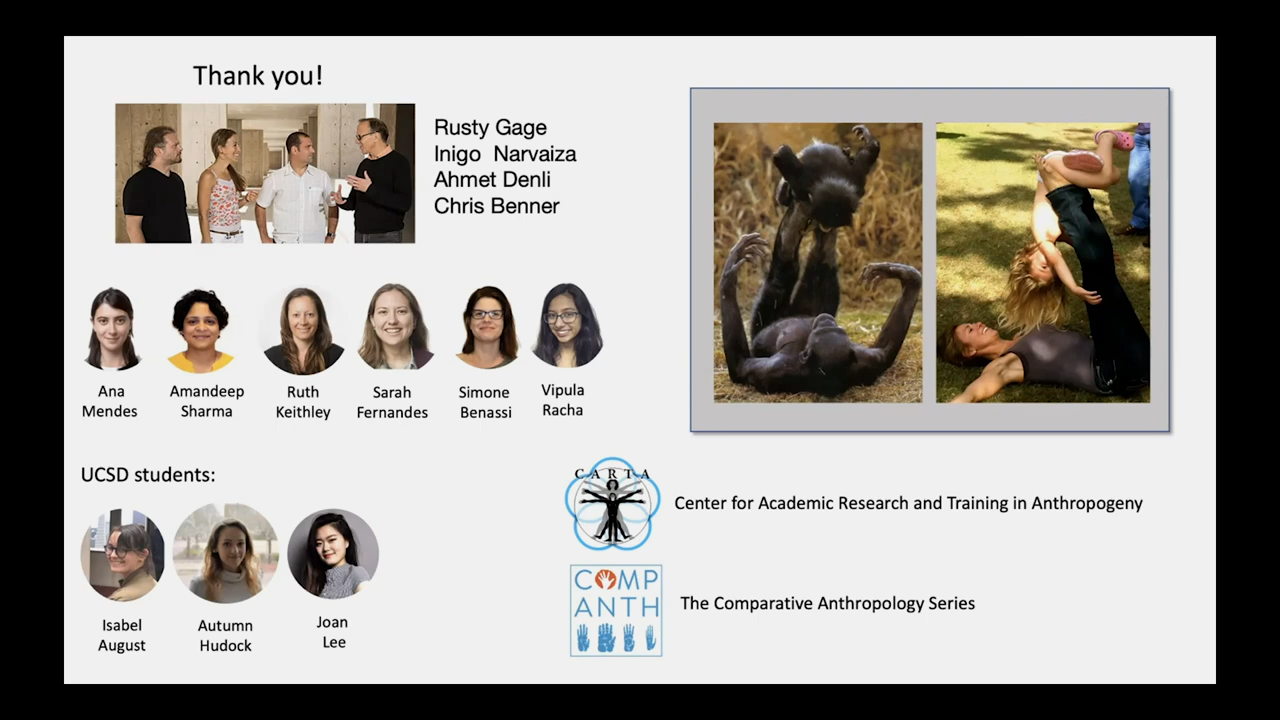 Thank you!
Rusty Gage
Inigo Narvaiza
Ahmet Denli
Chris Benner
Ana
Mendes
Amandeep
Sharma
Ruth
Keithley
Sarah
Fernandes
Simone
Benassi
Vipula
Racha
UCSD students:
Isabel
August
Autumn
Hudock
Joan
Lee
CARTA
Center for Academic Research and Training in Anthropogeny
COMP
ANTH
The Comparative Anthropology Series